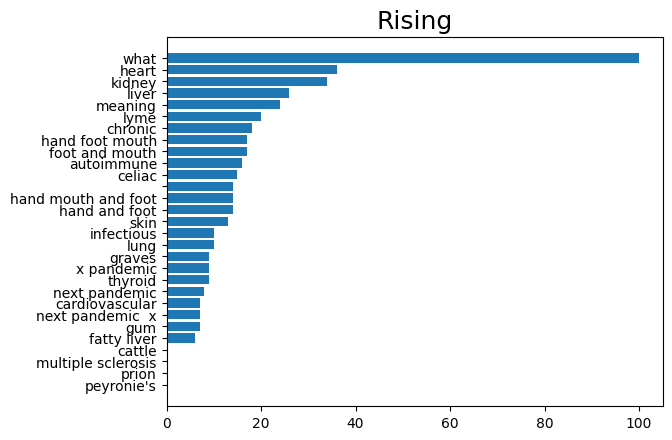 Rising
what
heart
kidney
liver
meaning
lyme
chronic
hand foot mouth
foot and mouth
autoimmune
celiac
hand mouth and foot
hand and foot
skin
infectious
lung
graves
x pandemic
thyroid
next pandemic
cardiovascular
next pandemic  x
gum
fatty liver
cattle
multiple sclerosis
prion
peyronie's
0 20 40 60 80 100